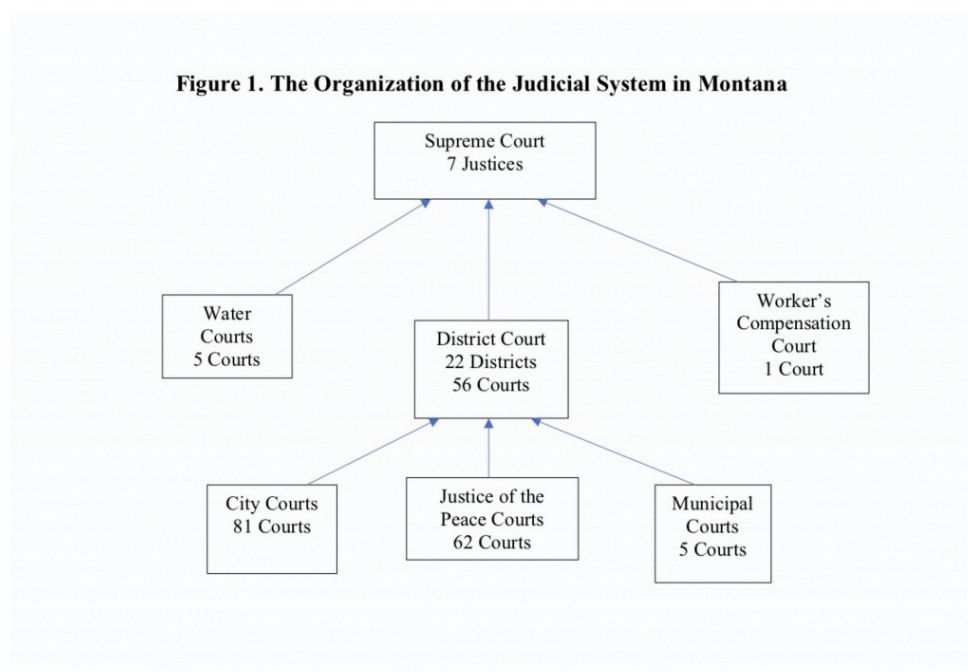 Figure 1. The Organization of the Judicial System in Montana
Supreme Court
7 Justices
Water
Courts
5 Courts
District Court
22 Districts
56 Courts
Worker’s
Compensation
Court
1 Court
City Courts
81 Courts
Justice of the
Peace Courts
62 Courts
Municipal
Courts
5 Courts